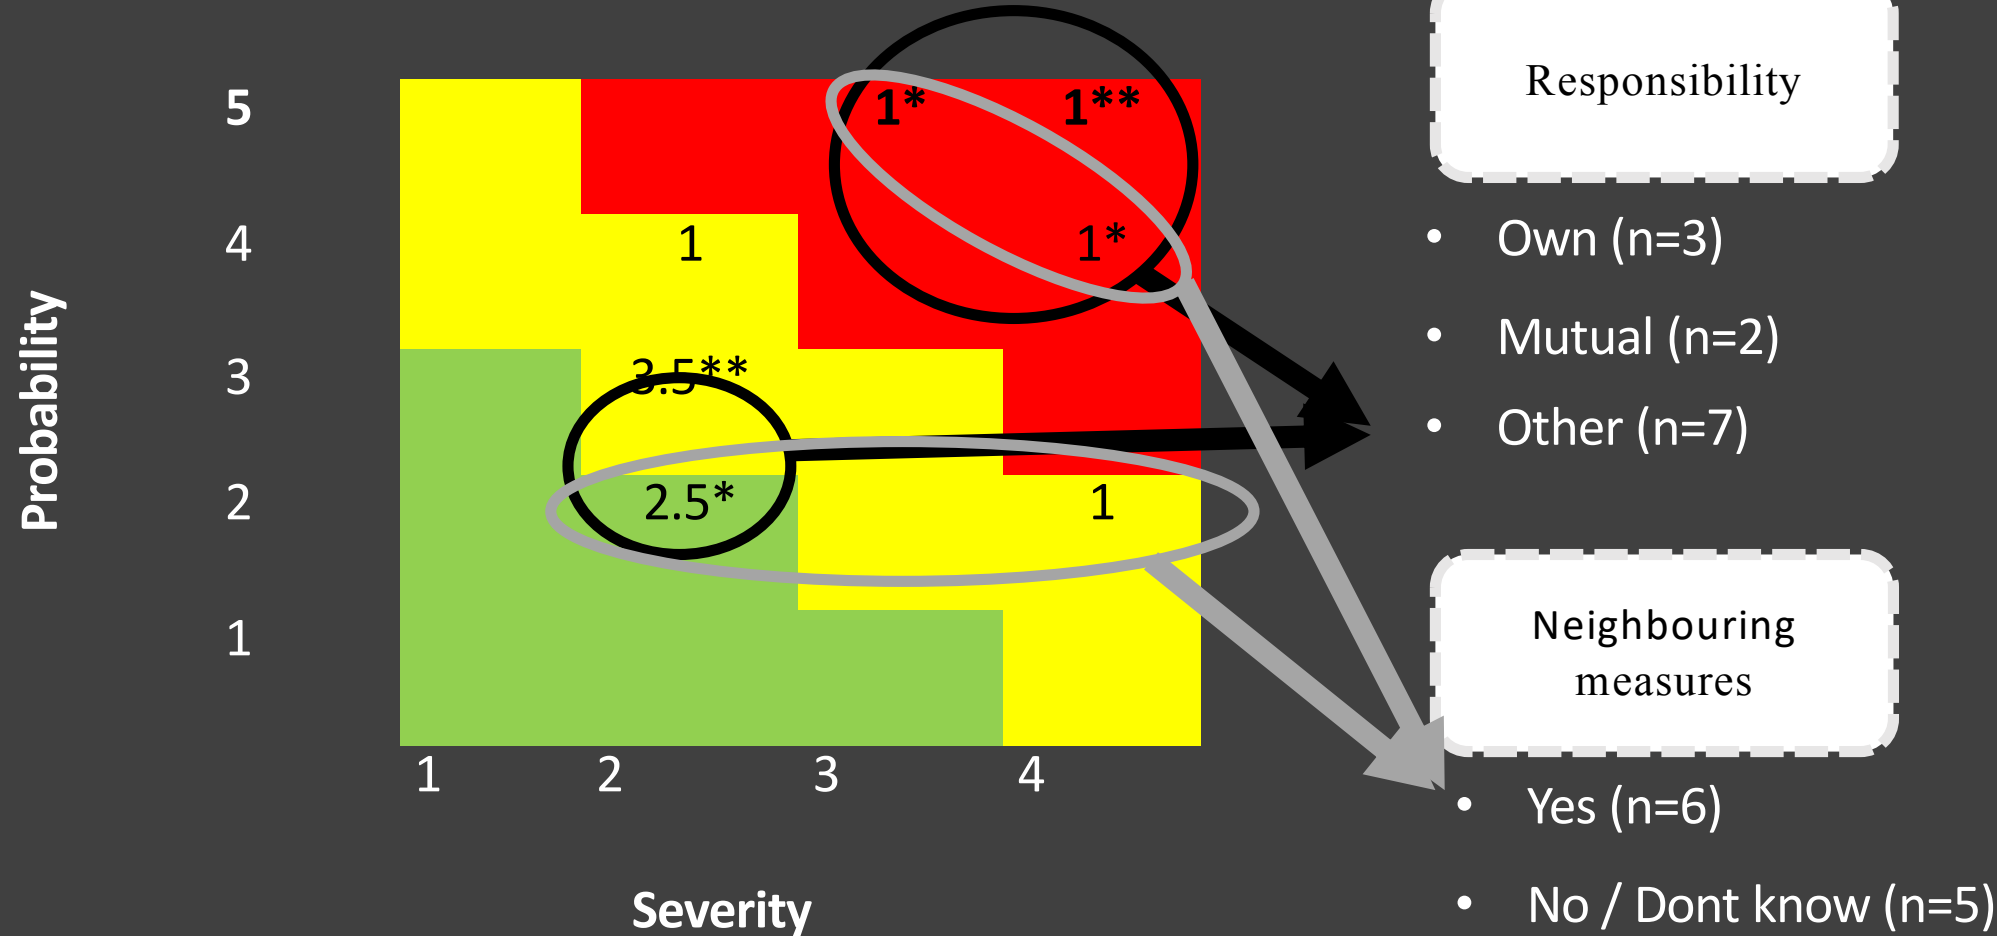 Probability
5
1*
1**
4
1
1*
3
3.5**
2
2.5*
1
1
1
2
3
4
Severity
Responsibility
• Own (n=3)
• Mutual (n=2)
• Other (n=7)
Neighbouring
measures
• Yes (n=6)
• No / Dont know (n=5)